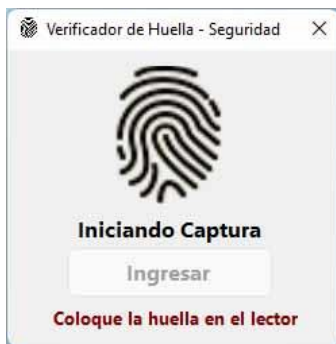 Verificador de Huella - Seguridad
Iniciando Captura
Ingresar
Coloque la huella en el lector